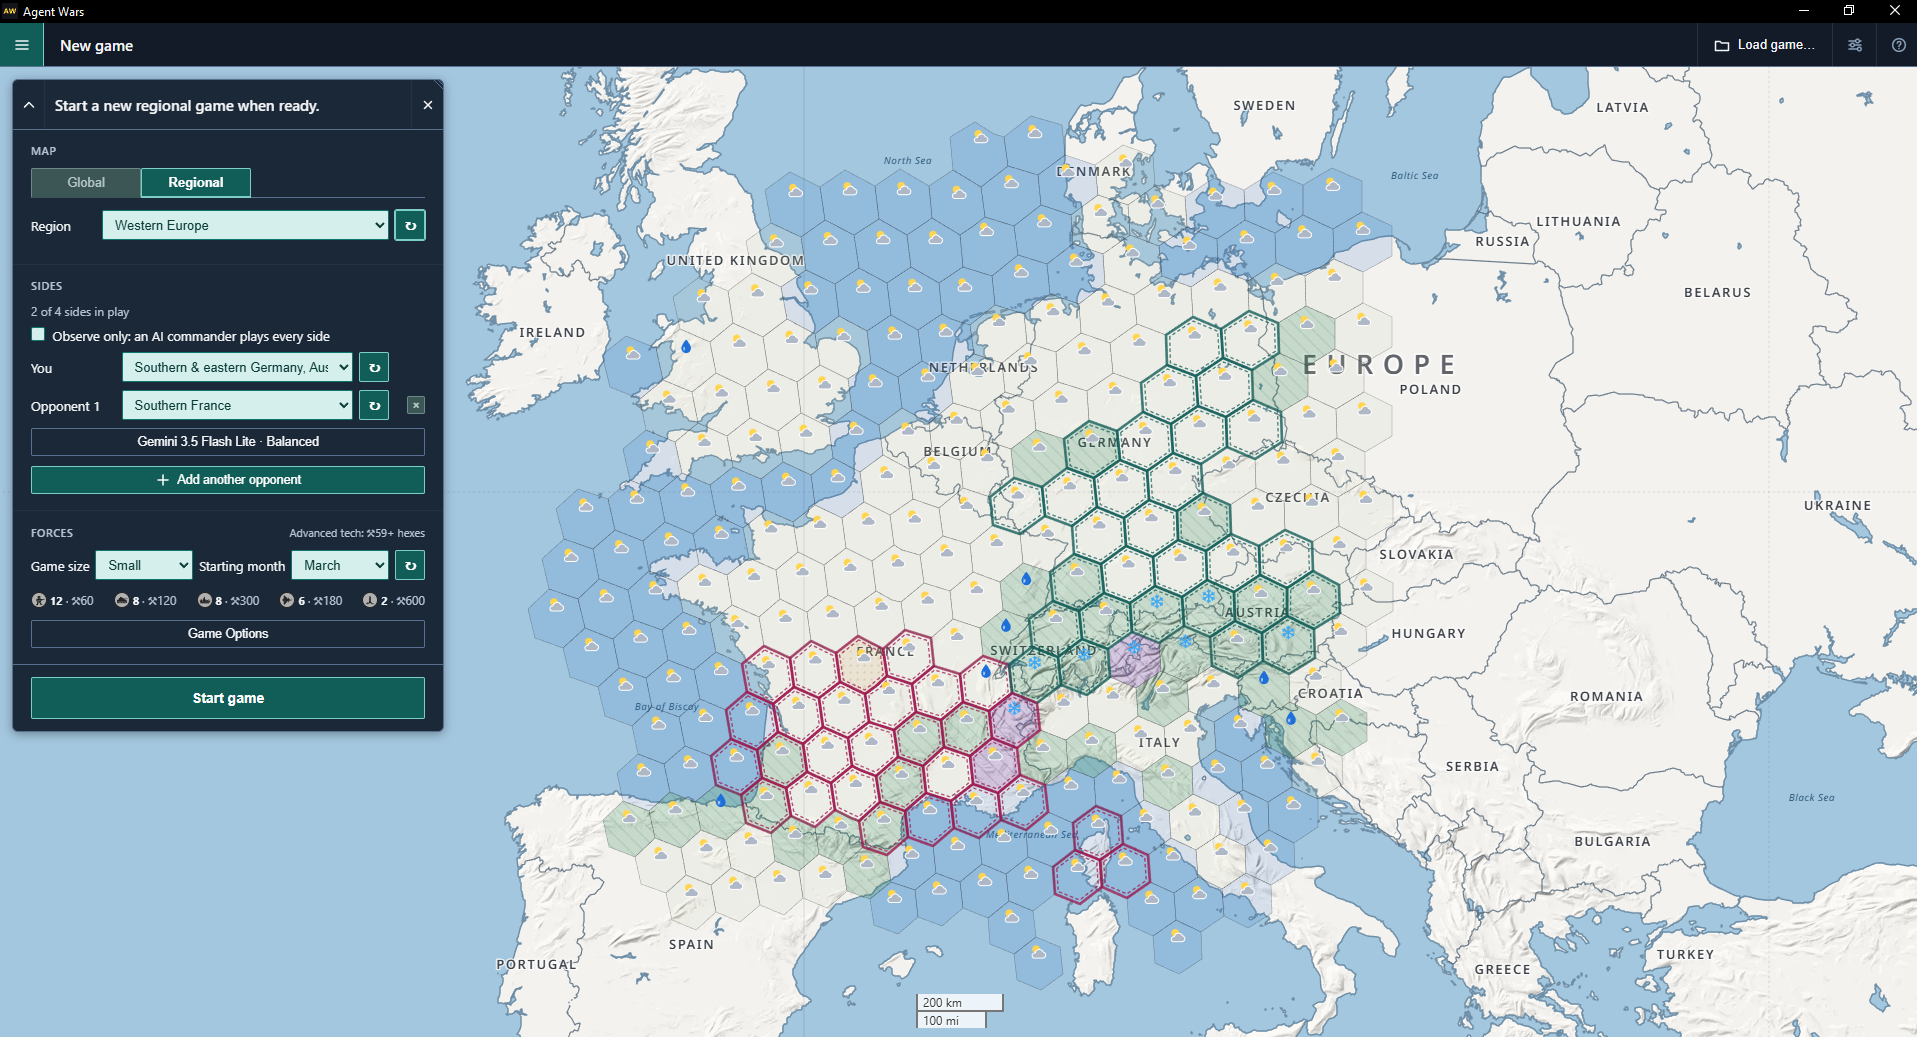 AW Agent Wars
New game
Load game...
Start a new regional game when ready.
MAP
Global
Regional
Region
Western Europe
SIDES
2 of 4 sides in play
Observe only: an AI commander plays every side
You
Southern & eastern Germany, Aus
Opponent 1
Southern France
Gemini 3.5 Flash Lite · Balanced
Add another opponent
FORCES
Advanced tech: ⚒59+ hexes
Game size
Small
Starting month
March
12 · ⚒60
8 · ⚒120
8 · ⚒300
6 · ⚒180
2 · ⚒600
Game Options
Start game
SWEDEN
LATVIA
North Sea
DENMARK
Baltic Sea
LITHUANIA
RUSSIA
UNITED KINGDOM
BELARUS
IRELAND
NETHERLANDS
EUROPE
POLAND
GERMANY
BELGIUM
CZECHIA
UKRAINE
SLOVAKIA
AUSTRIA
HUNGARY
FRANCE
SWITZERLAND
CROATIA
ROMANIA
Bay of Biscay
ITALY
SERBIA
Black Sea
Mediterranean Sea
BULGARIA
SPAIN
PORTUGAL
TURKEY
GREECE
200 km
100 mi